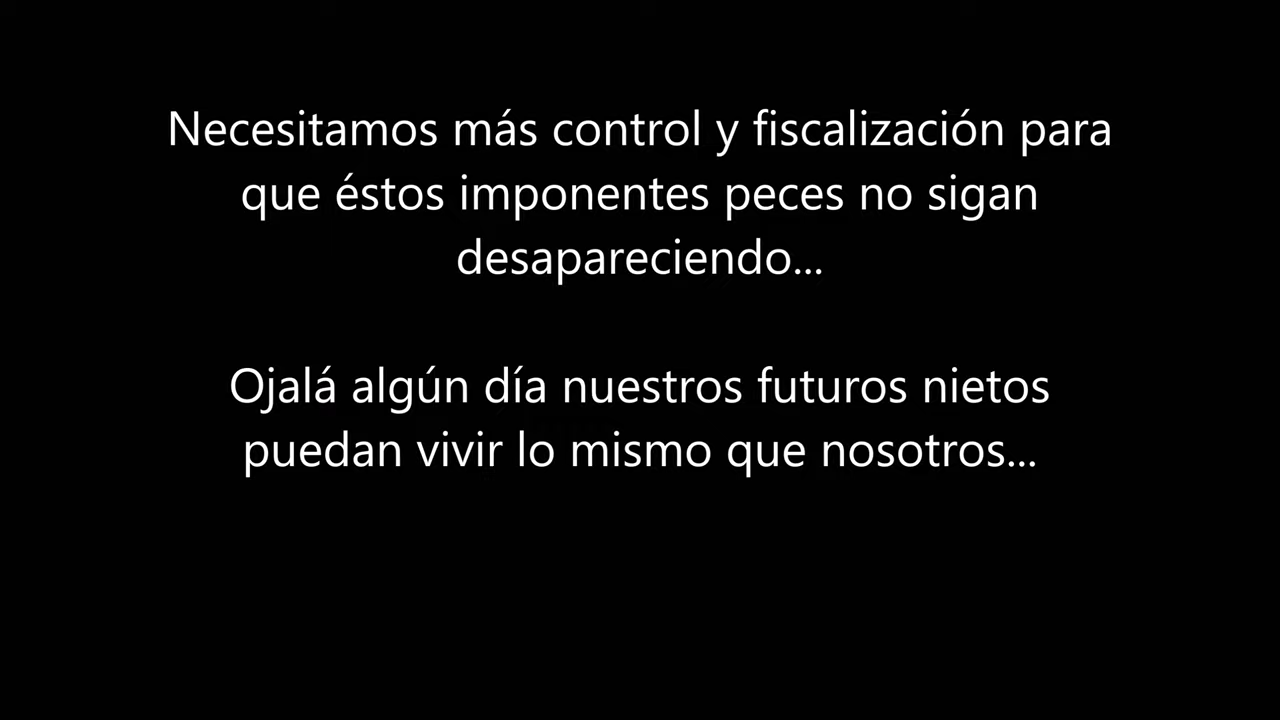 Necesitamos más control y fiscalización para
que éstos imponentes peces no sigan
desapareciendo...
Ojalá algún día nuestros futuros nietos
puedan vivir lo mismo que nosotros...